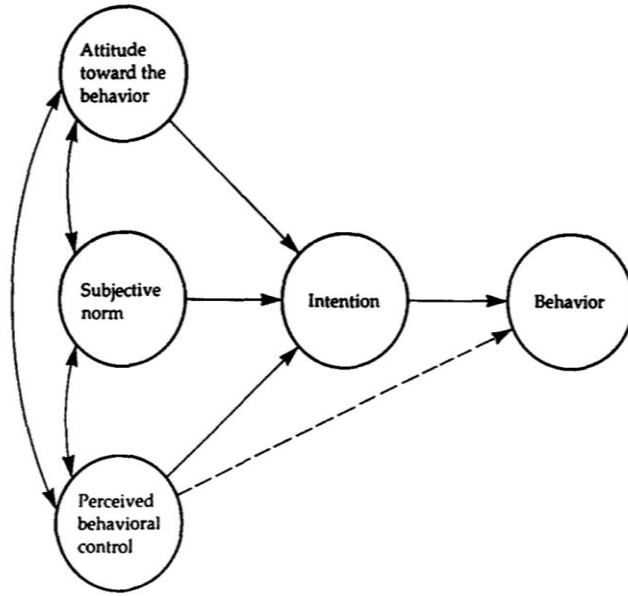 Attitude
toward the
behavior
Subjective
norm
Intention
Behavior
Perceived
behavioral
control